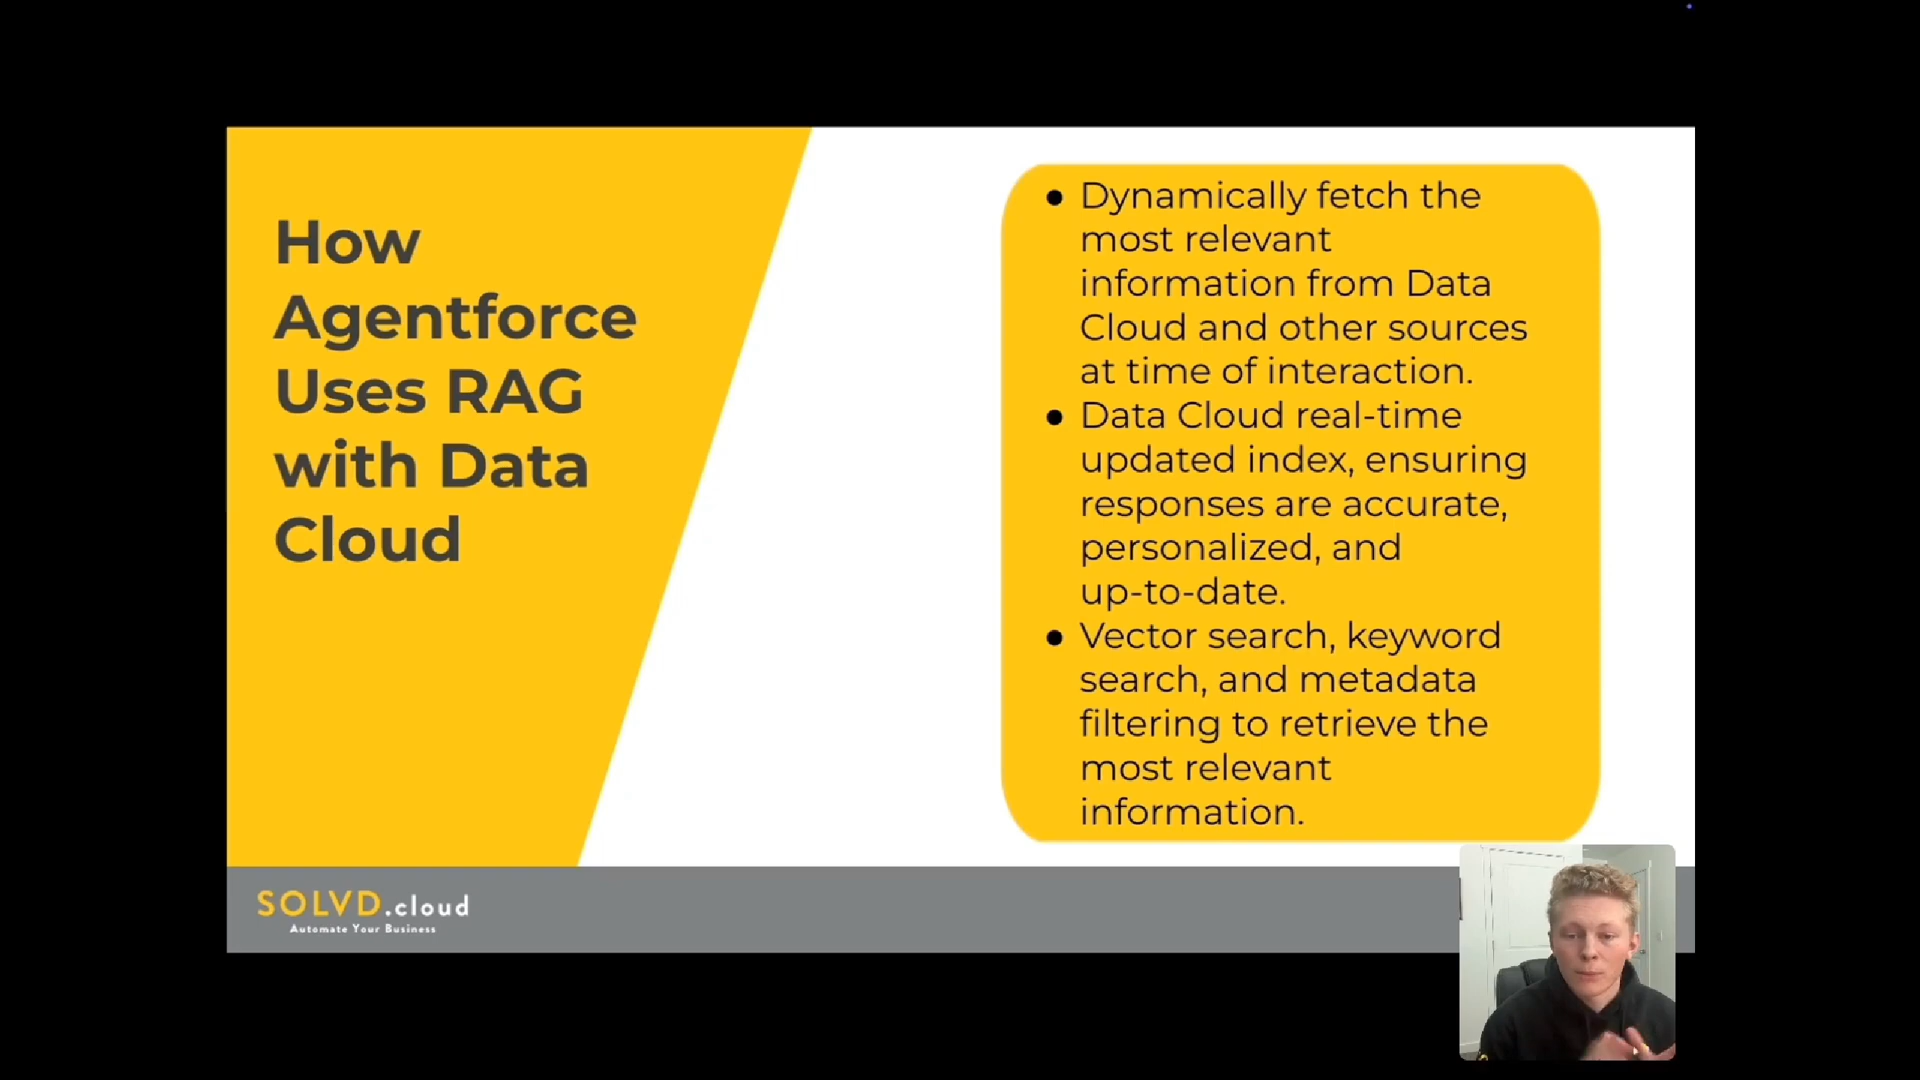 How
Agentforce
Uses RAG
with Data
Cloud
● Dynamically fetch the
most relevant
information from Data
Cloud and other sources
at time of interaction.
● Data Cloud real-time
updated index, ensuring
responses are accurate,
personalized, and
up-to-date.
● Vector search, keyword
search, and metadata
filtering to retrieve the
most relevant
information.
SOLVD.cloud
Automate Your Business